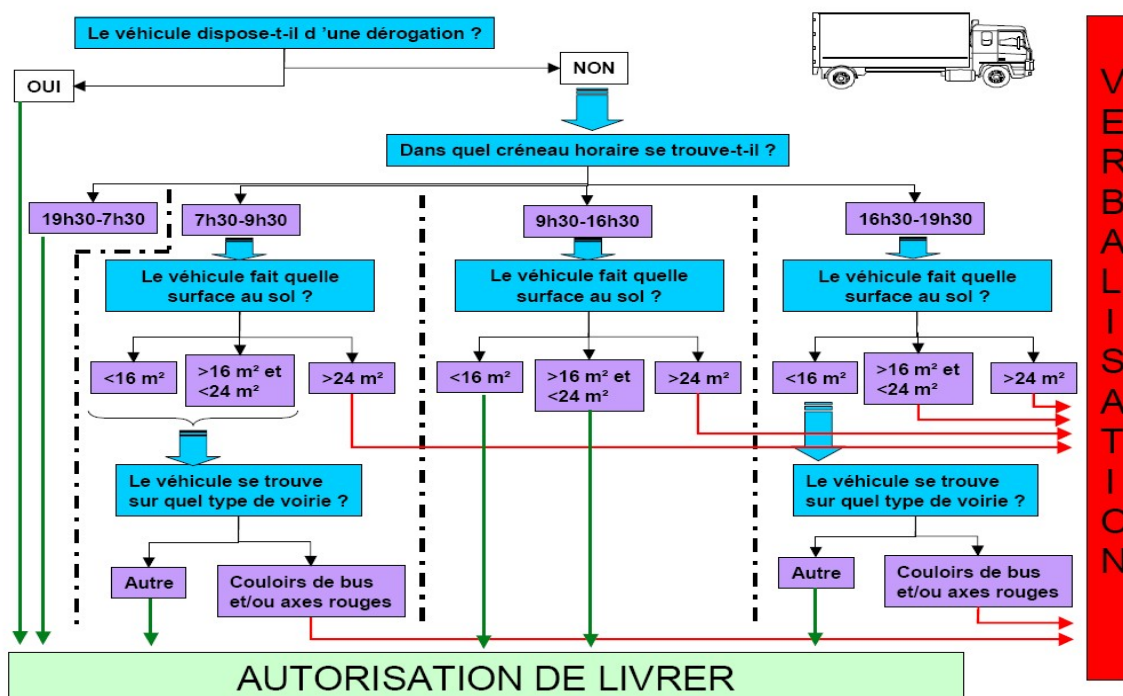 Le véhicule dispose-t-il d ’une dérogation ?
OUI
NON
Dans quel créneau horaire se trouve-t-il ?
19h30-7h30
7h30-9h30
9h30-16h30
16h30-19h30
Le véhicule fait quelle
surface au sol ?
Le véhicule fait quelle
surface au sol ?
Le véhicule fait quelle
surface au sol ?
<16 m²
>16 m² et
<24 m²
>24 m²
<16 m²
>16 m² et
<24 m²
>24 m²
<16 m²
>16 m² et
<24 m²
>24 m²
Le véhicule se trouve
sur quel type de voirie ?
Le véhicule se trouve
sur quel type de voirie ?
Autre
Couloirs de bus
et/ou axes rouges
Autre
Couloirs de bus
et/ou axes rouges
AUTORISATION DE LIVRER
VERBALISATION